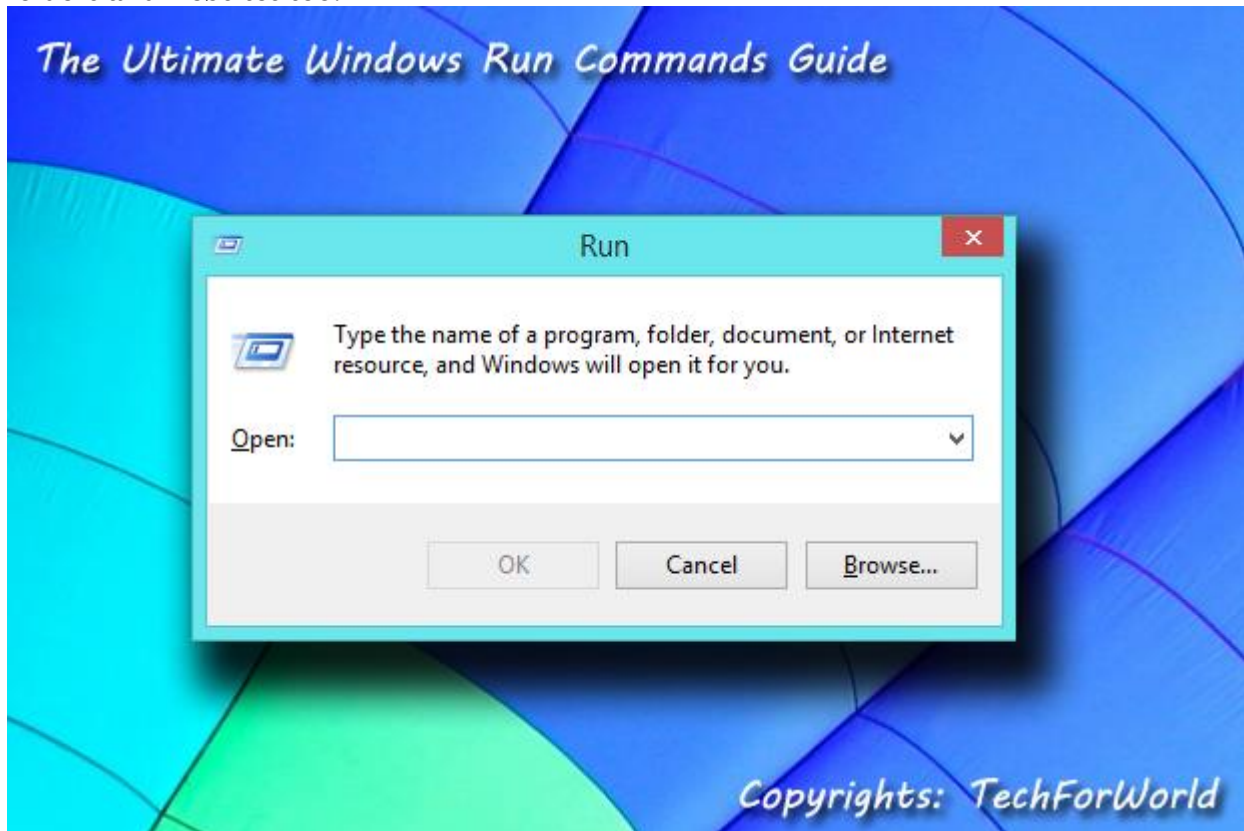 The Ultimate Windows Run Commands Guide
Run
Type the name of a program, folder, document, or Internet
resource, and Windows will open it for you.
Open:
OK
Cancel
Browse...
Copyrights: TechForWorld